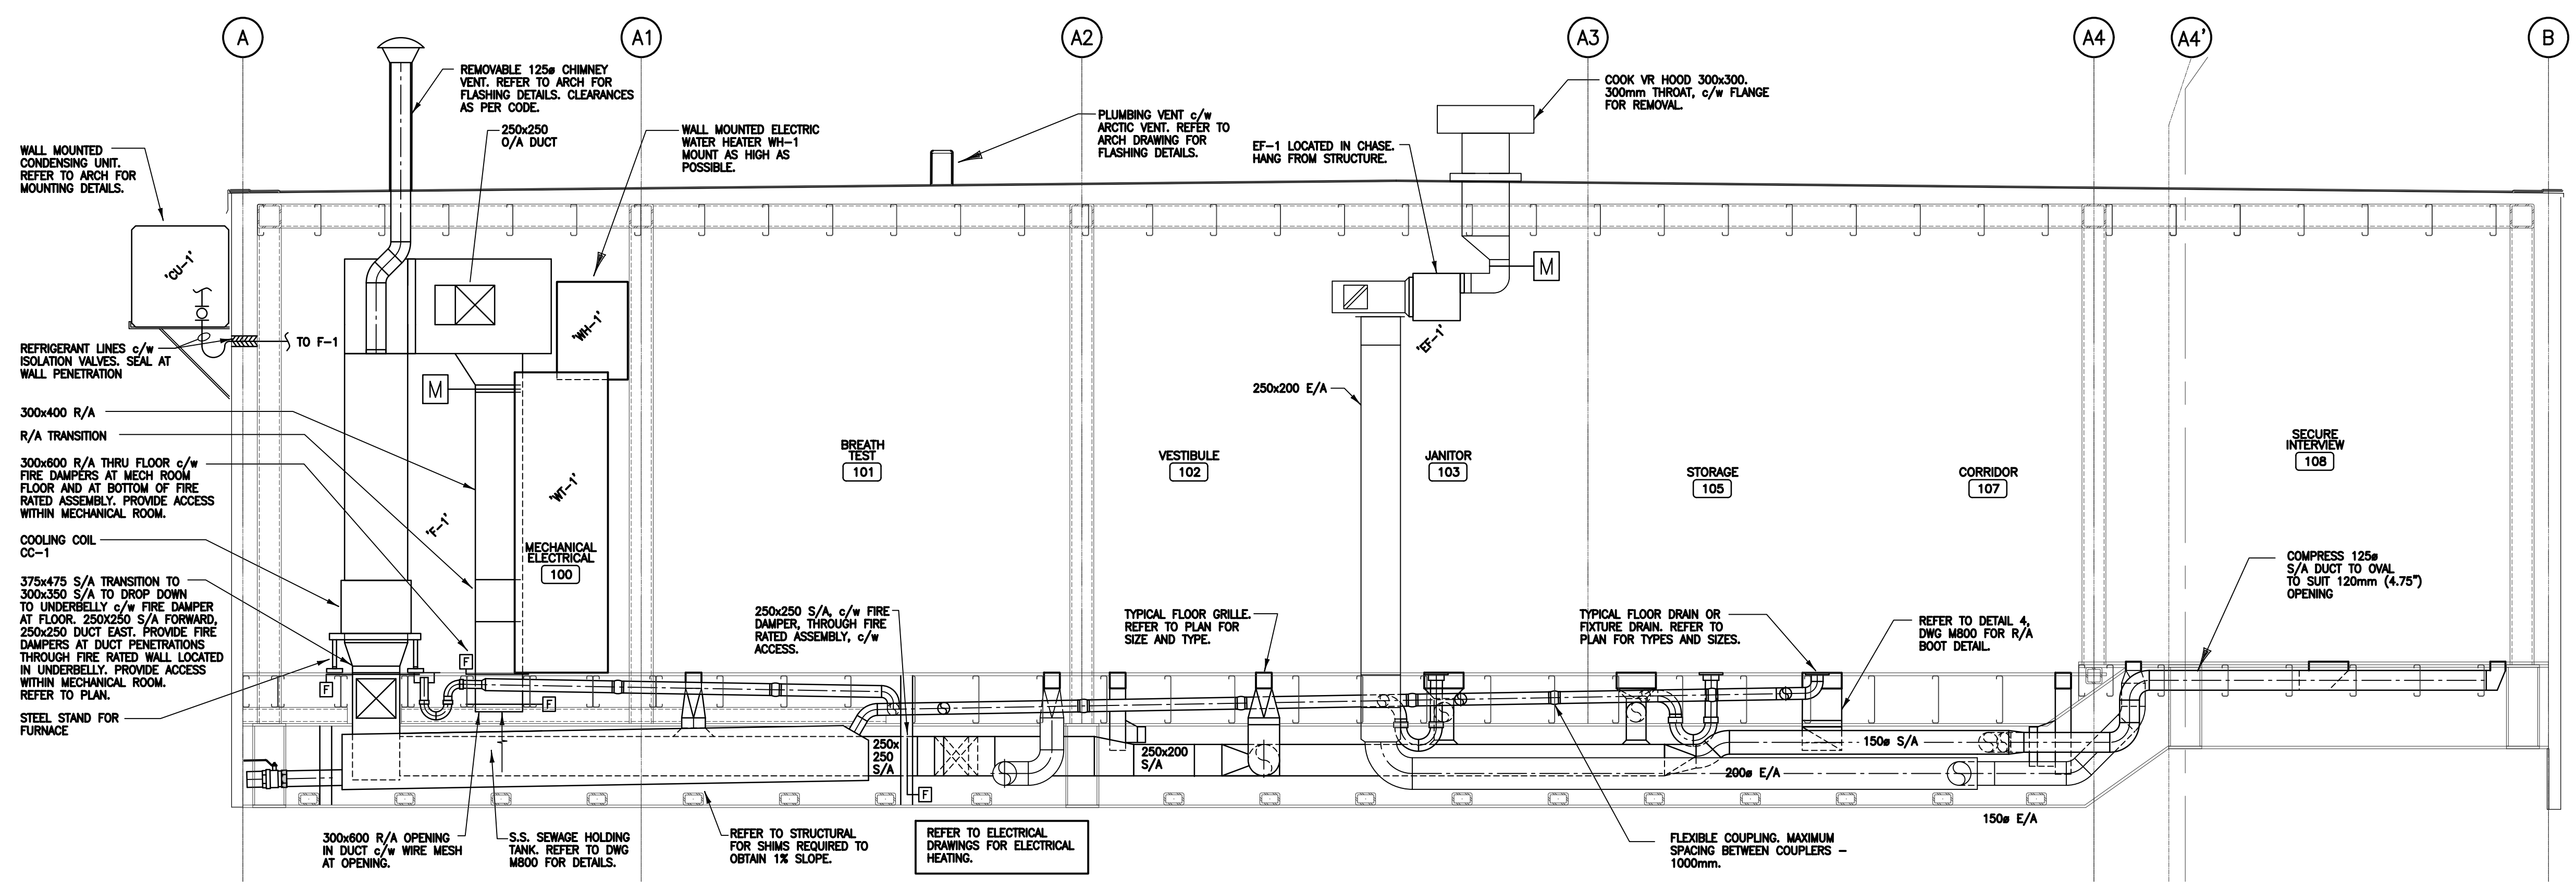 A
A1
A2
A3
A4
A4'
B
REMOVABLE 125ø CHIMNEY
VENT. REFER TO ARCH FOR
FLASHING DETAILS. CLEARANCES
AS PER CODE.
250x250
O/A DUCT
WALL MOUNTED ELECTRIC
WATER HEATER WH-1
MOUNT AS HIGH AS
POSSIBLE.
PLUMBING VENT c/w
ARCTIC VENT. REFER TO
ARCH DRAWING FOR
FLASHING DETAILS.
COOK VR HOOD 300x300.
300mm THROAT, c/w FLANGE
FOR REMOVAL.
EF-1 LOCATED IN CHASE.
HANG FROM STRUCTURE.
WALL MOUNTED
CONDENSING UNIT.
REFER TO ARCH FOR
MOUNTING DETAILS.
'CU-1'
REFRIGERANT LINES c/w
ISOLATION VALVES. SEAL AT
WALL PENETRATION
TO F-1
'WH-1'
M
M
'EF-1'
250x200 E/A
300x400 R/A
R/A TRANSITION
300x600 R/A THRU FLOOR c/w
FIRE DAMPERS AT MECH ROOM
FLOOR AND AT BOTTOM OF FIRE
RATED ASSEMBLY. PROVIDE ACCESS
WITHIN MECHANICAL ROOM.
COOLING COIL
CC-1
375x475 S/A TRANSITION TO
300x350 S/A TO DROP DOWN
TO UNDERBELLY c/w FIRE DAMPER
AT FLOOR. 250X250 S/A FORWARD,
250x250 DUCT EAST. PROVIDE FIRE
DAMPERS AT DUCT PENETRATIONS
THROUGH FIRE RATED WALL LOCATED
IN UNDERBELLY. PROVIDE ACCESS
WITHIN MECHANICAL ROOM.
REFER TO PLAN.
STEEL STAND FOR
FURNACE
'F-1'
'WT-1'
MECHANICAL
ELECTRICAL
100
BREATH
TEST
101
VESTIBULE
102
JANITOR
103
STORAGE
105
CORRIDOR
107
SECURE
INTERVIEW
108
250x250 S/A, c/w FIRE
DAMPER, THROUGH FIRE
RATED ASSEMBLY, c/w
ACCESS.
TYPICAL FLOOR GRILLE.
REFER TO PLAN FOR
SIZE AND TYPE.
TYPICAL FLOOR DRAIN OR
FIXTURE DRAIN. REFER TO
PLAN FOR TYPES AND SIZES.
REFER TO DETAIL 4,
DWG M800 FOR R/A
BOOT DETAIL.
COMPRESS 125ø
S/A DUCT TO OVAL
TO SUIT 120mm (4.75")
OPENING
F
F
F
F
250x
250
S/A
250x200
S/A
150ø S/A
200ø E/A
150ø E/A
300x600 R/A OPENING
IN DUCT c/w WIRE MESH
AT OPENING.
S.S. SEWAGE HOLDING
TANK. REFER TO DWG
M800 FOR DETAILS.
REFER TO STRUCTURAL
FOR SHIMS REQUIRED TO
OBTAIN 1% SLOPE.
REFER TO ELECTRICAL
DRAWINGS FOR ELECTRICAL
HEATING.
FLEXIBLE COUPLING. MAXIMUM
SPACING BETWEEN COUPLERS –
1000mm.